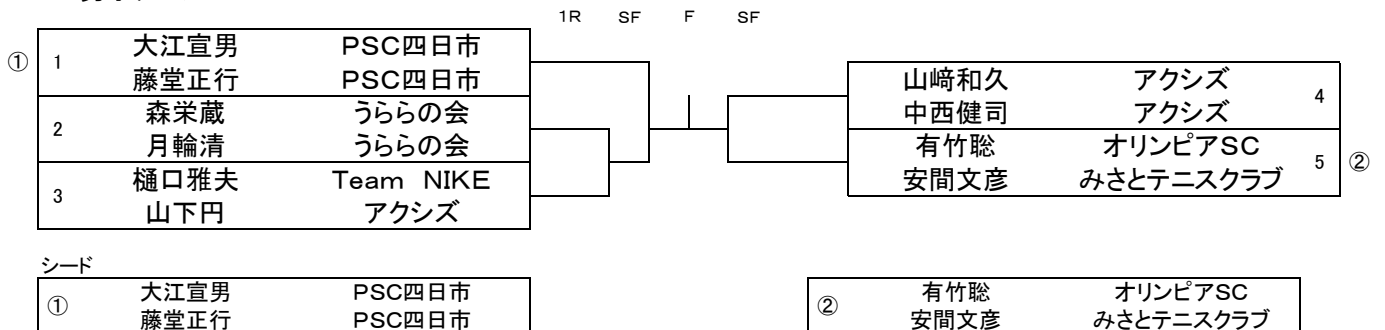 1R SF F SF
① 1 大江宣男 PSC四日市
藤堂正行 PSC四日市
2 森栄蔵 うららの会
月輪清 うららの会
3 樋口雅夫 Team NIKE
山下円 アクシズ
山﨑和久 アクシズ 4
中西健司 アクシズ
有竹聡 オリンピアSC 5 ②
安間文彦 みさとテニスクラブ
シード
① 大江宣男 PSC四日市
藤堂正行 PSC四日市
② 有竹聡 オリンピアSC
安間文彦 みさとテニスクラブ